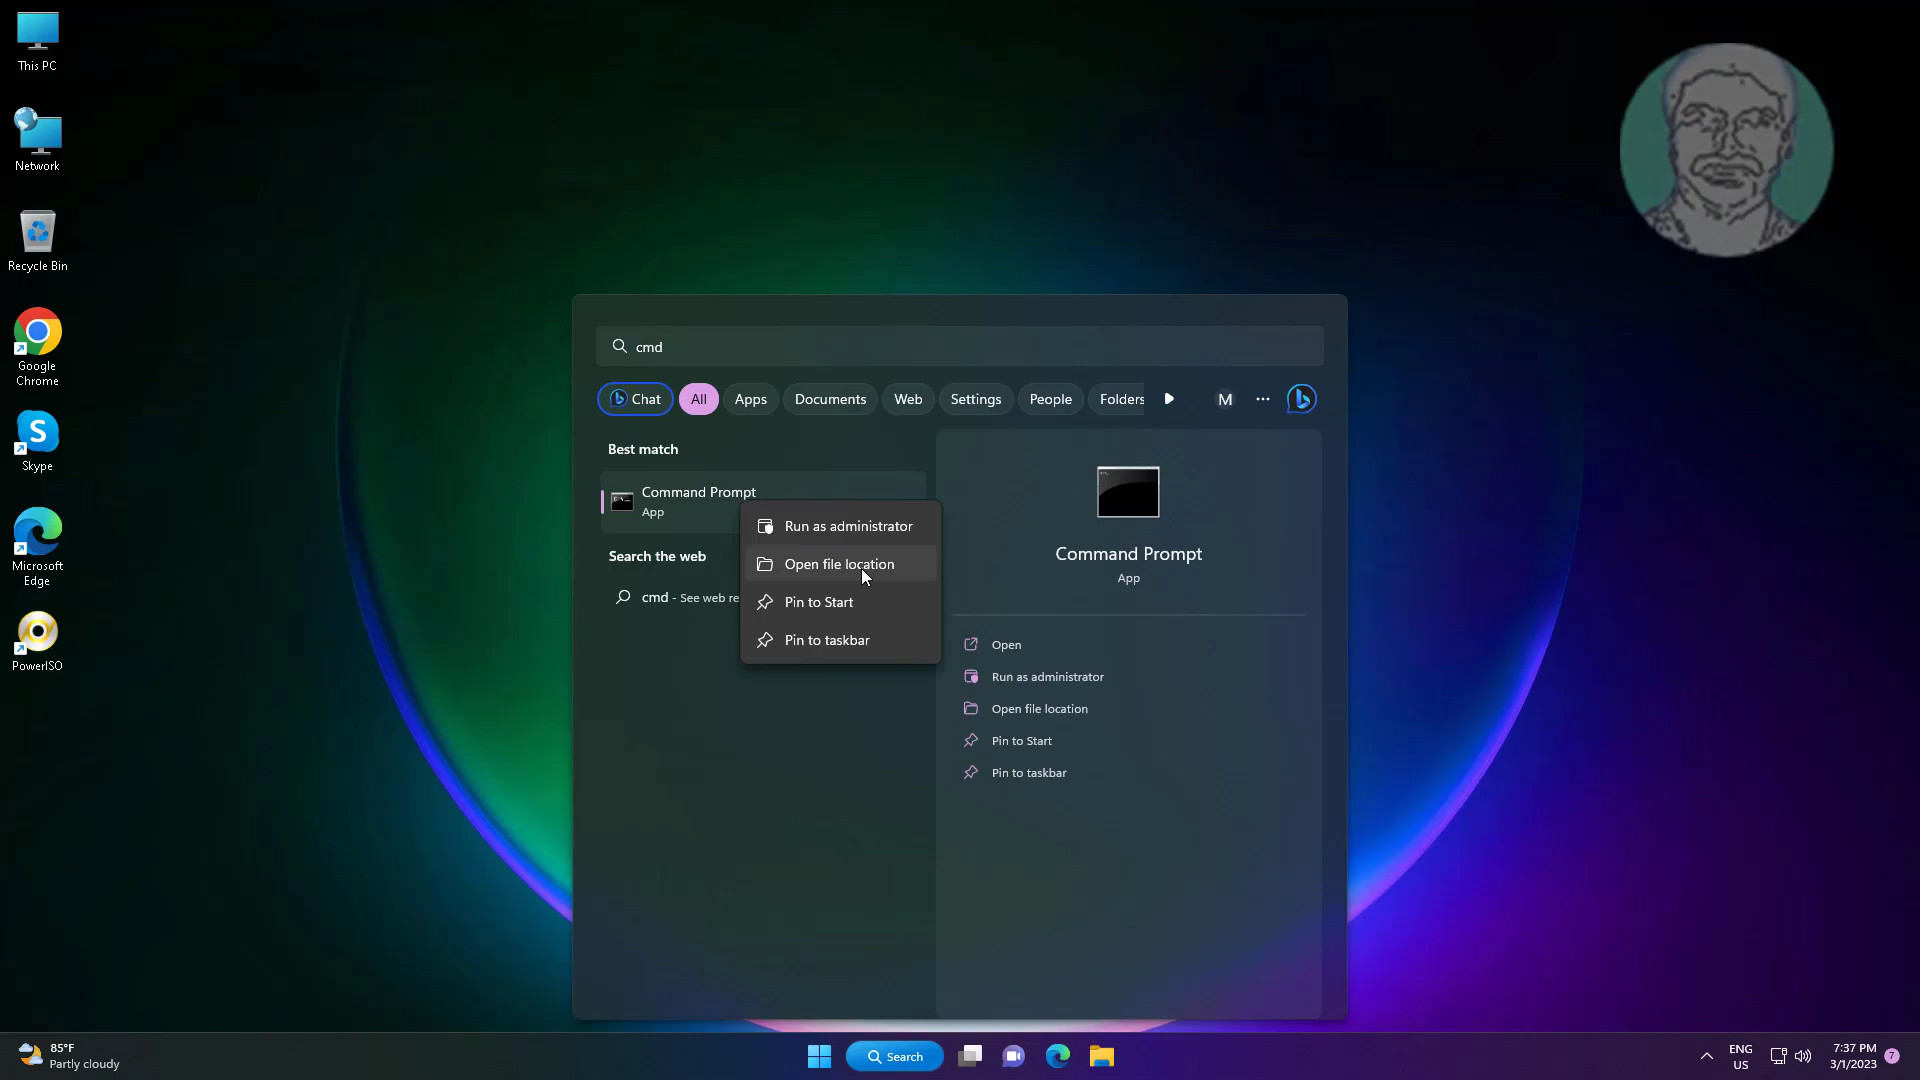 This PC
Network
Recycle Bin
Google
Chrome
S
Skype
Microsoft
Edge
PowerISO
cmd
Chat
All
Apps
Documents
Web
Settings
People
Folders
M
Best match
Command Prompt
App
Search the web
cmd - See web re
Run as administrator
Open file location
Pin to Start
Pin to taskbar
Command Prompt
App
Open
Run as administrator
Open file location
Pin to Start
Pin to taskbar
85°F
Partly cloudy
Search
ENG
US
7:37 PM
3/1/2023
7